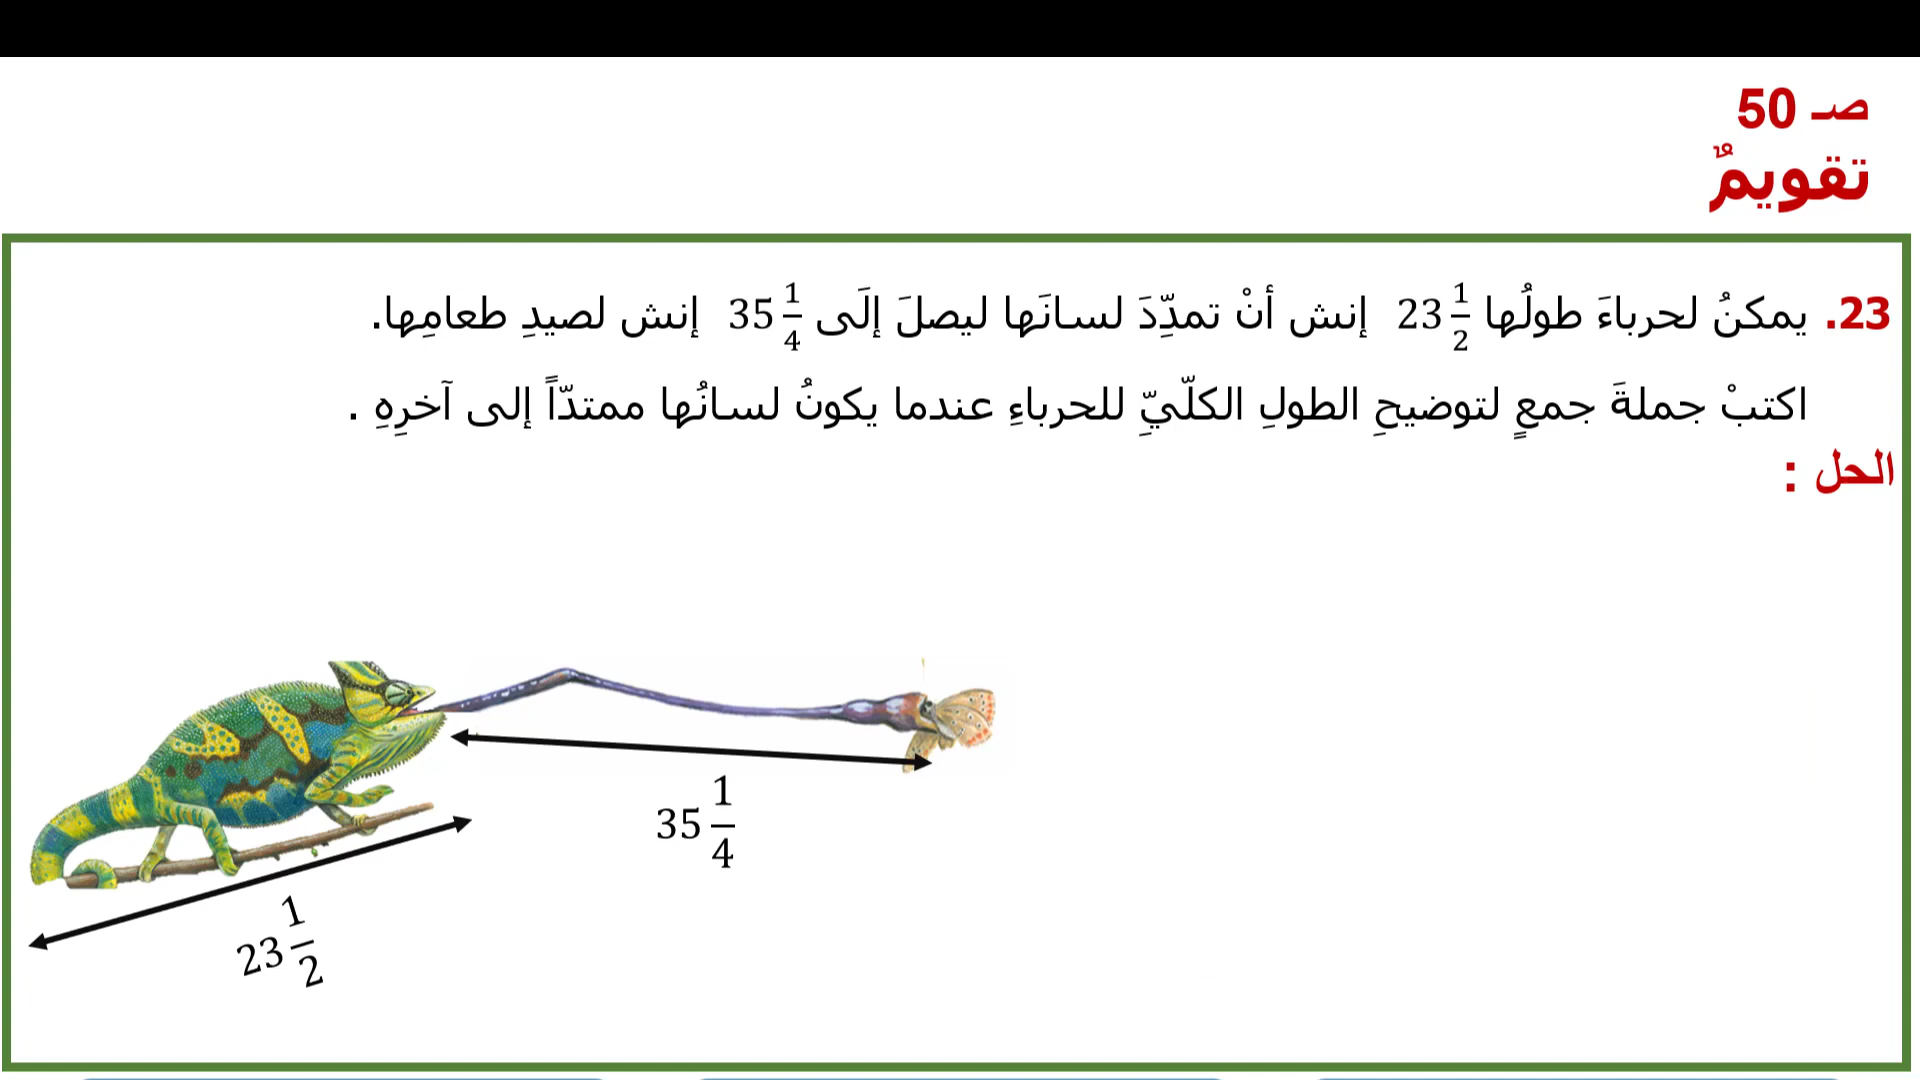 صـ 50
تقويمٌ
23. يمكنُ لحرباءَ طولُها 23 1/2 إنش أنْ تمدِّدَ لسانَها ليصلَ إلَى 35 1/4 إنش لصيدِ طعامِها.
اكتبْ جملةَ جمعٍ لتوضيحِ الطولِ الكلّيِّ للحرباءِ عندما يكونُ لسانُها ممتدّاً إلى آخرِهِ .
الحل :
35 1/4
23 1/2